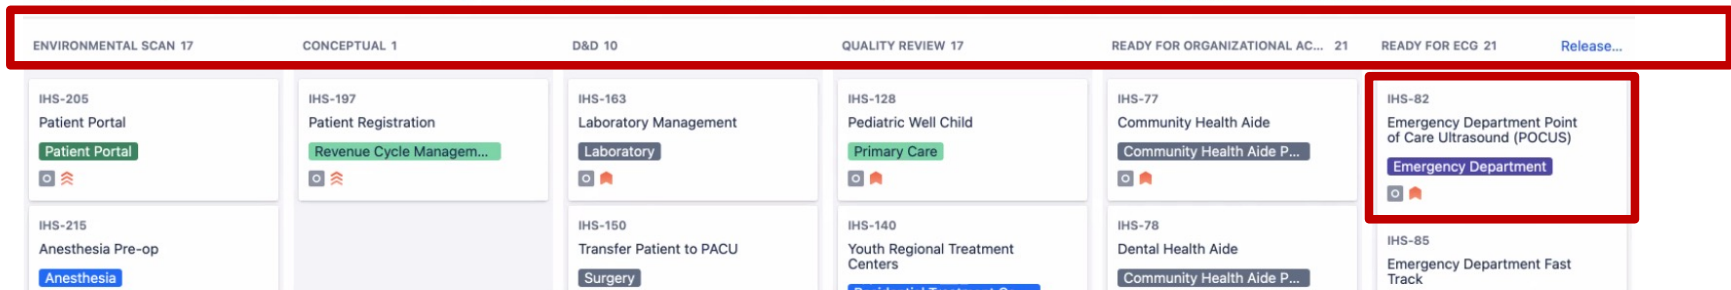 ENVIRONMENTAL SCAN 17
CONCEPTUAL 1
D&D 10
QUALITY REVIEW 17
READY FOR ORGANIZATIONAL AC... 21
READY FOR ECG 21
Release...
IHS-205
Patient Portal
Patient Portal
IHS-215
Anesthesia Pre-op
Anesthesia
IHS-197
Patient Registration
Revenue Cycle Managem...
IHS-163
Laboratory Management
Laboratory
IHS-150
Transfer Patient to PACU
Surgery
IHS-128
Pediatric Well Child
Primary Care
IHS-140
Youth Regional Treatment
Centers
IHS-77
Community Health Aide
Community Health Aide P...
IHS-78
Dental Health Aide
Community Health Aide P...
IHS-82
Emergency Department Point
of Care Ultrasound (POCUS)
Emergency Department
IHS-85
Emergency Department Fast
Track